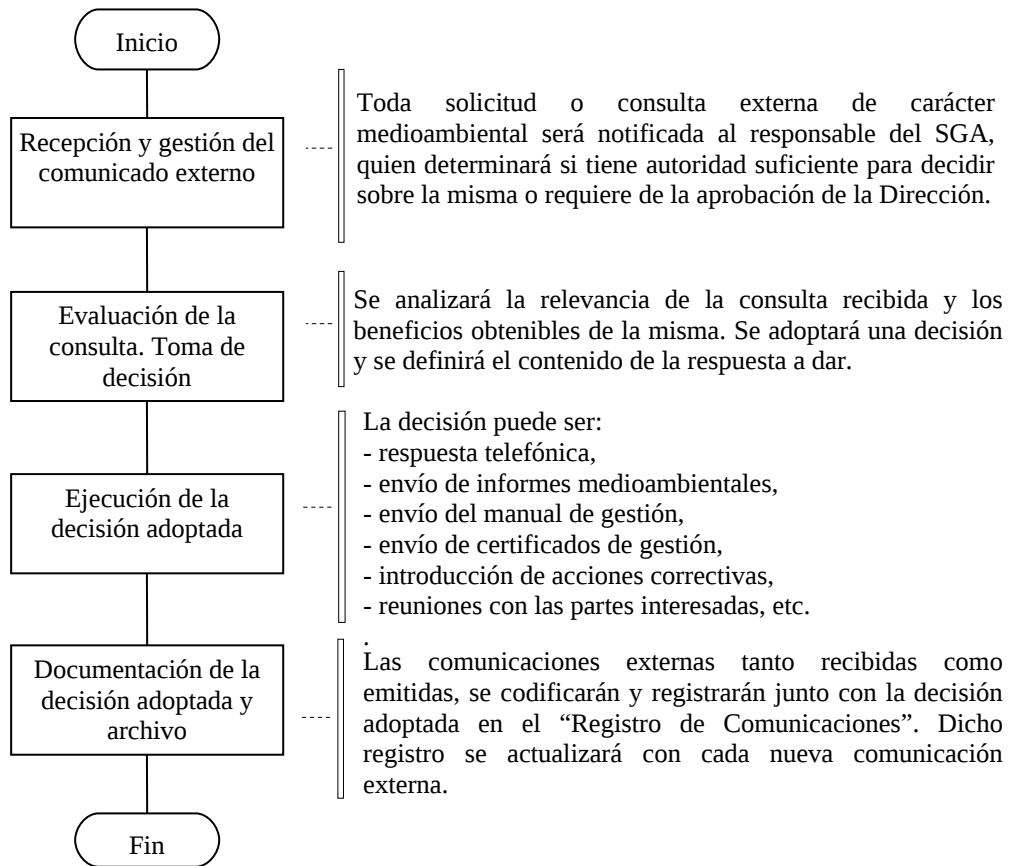 Inicio
Recepción y gestión del
comunicado externo
Toda solicitud o consulta externa de carácter
medioambiental será notificada al responsable del SGA,
quien determinará si tiene autoridad suficiente para decidir
sobre la misma o requiere de la aprobación de la Dirección.
Evaluación de la
consulta. Toma de
decisión
Se analizará la relevancia de la consulta recibida y los
beneficios obtenibles de la misma. Se adoptará una decisión
y se definirá el contenido de la respuesta a dar.
Ejecución de la
decisión adoptada
La decisión puede ser:
- respuesta telefónica,
- envío de informes medioambientales,
- envío del manual de gestión,
- envío de certificados de gestión,
- introducción de acciones correctivas,
- reuniones con las partes interesadas, etc.
.
Documentación de la
decisión adoptada y
archivo
Las comunicaciones externas tanto recibidas como
emitidas, se codificarán y registrarán junto con la decisión
adoptada en el “Registro de Comunicaciones”. Dicho
registro se actualizará con cada nueva comunicación
externa.
Fin